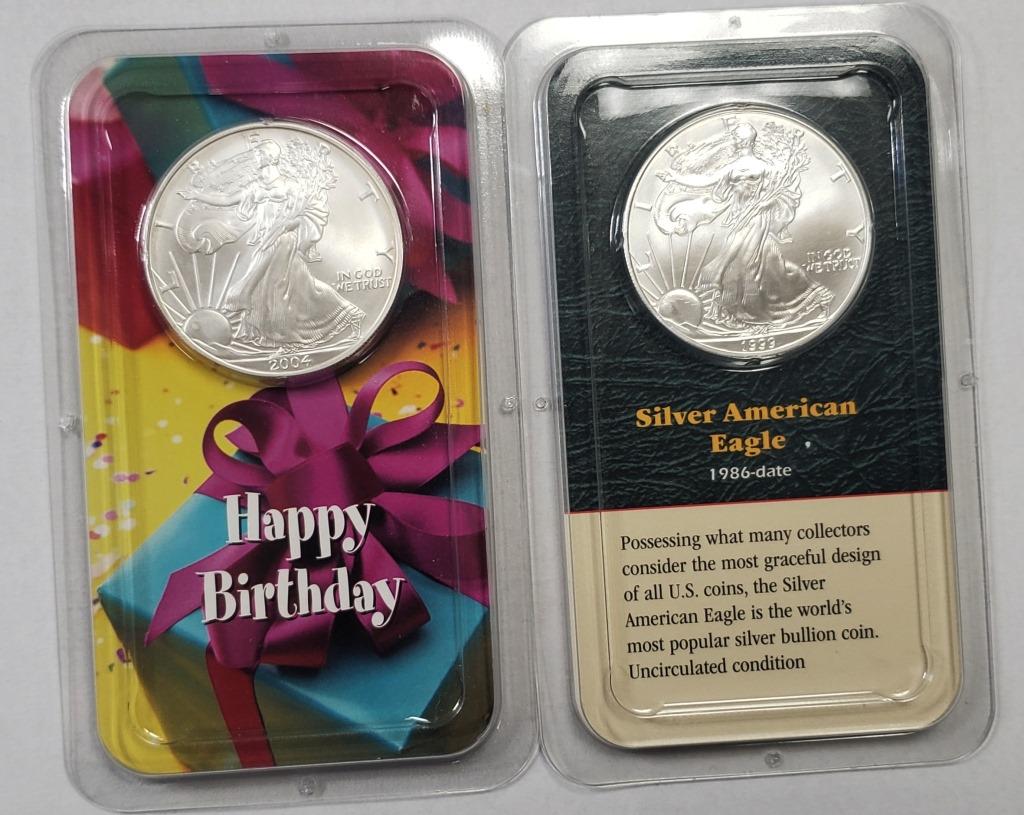 LIBERTY
IN GOD
WE TRUST
2004
Happy
Birthday
LIBERTY
IN GOD
WE TRUST
1999
Silver American
Eagle
1986-date
Possessing what many collectors
consider the most graceful design
of all U.S. coins, the Silver
American Eagle is the world's
most popular silver bullion coin.
Uncirculated condition